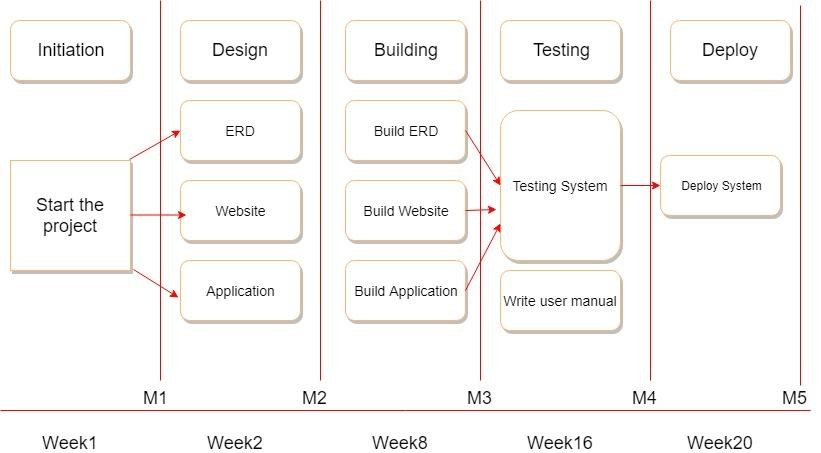 Initiation
Design
Building
Testing
Deploy
ERD
Build ERD
Start the
project
Website
Build Website
Testing System
Deploy System
Application
Build Application
Write user manual
M1
M2
M3
M4
M5
Week1
Week2
Week8
Week16
Week20